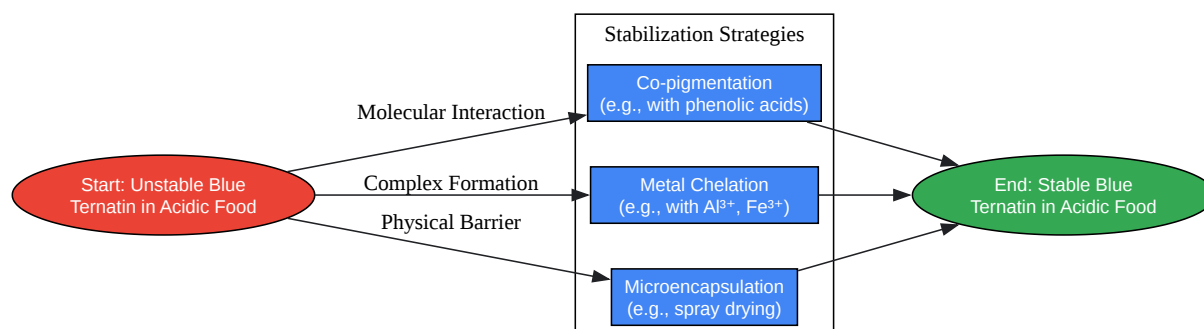 Stabilization Strategies
Co-pigmentation
(e.g., with phenolic acids)
Molecular Interaction
Start: Unstable Blue
Ternatin in Acidic Food
Complex Formation
Metal Chelation
(e.g., with Al³⁺, Fe³⁺)
End: Stable Blue
Ternatin in Acidic Food
Physical Barrier
Microencapsulation
(e.g., spray drying)